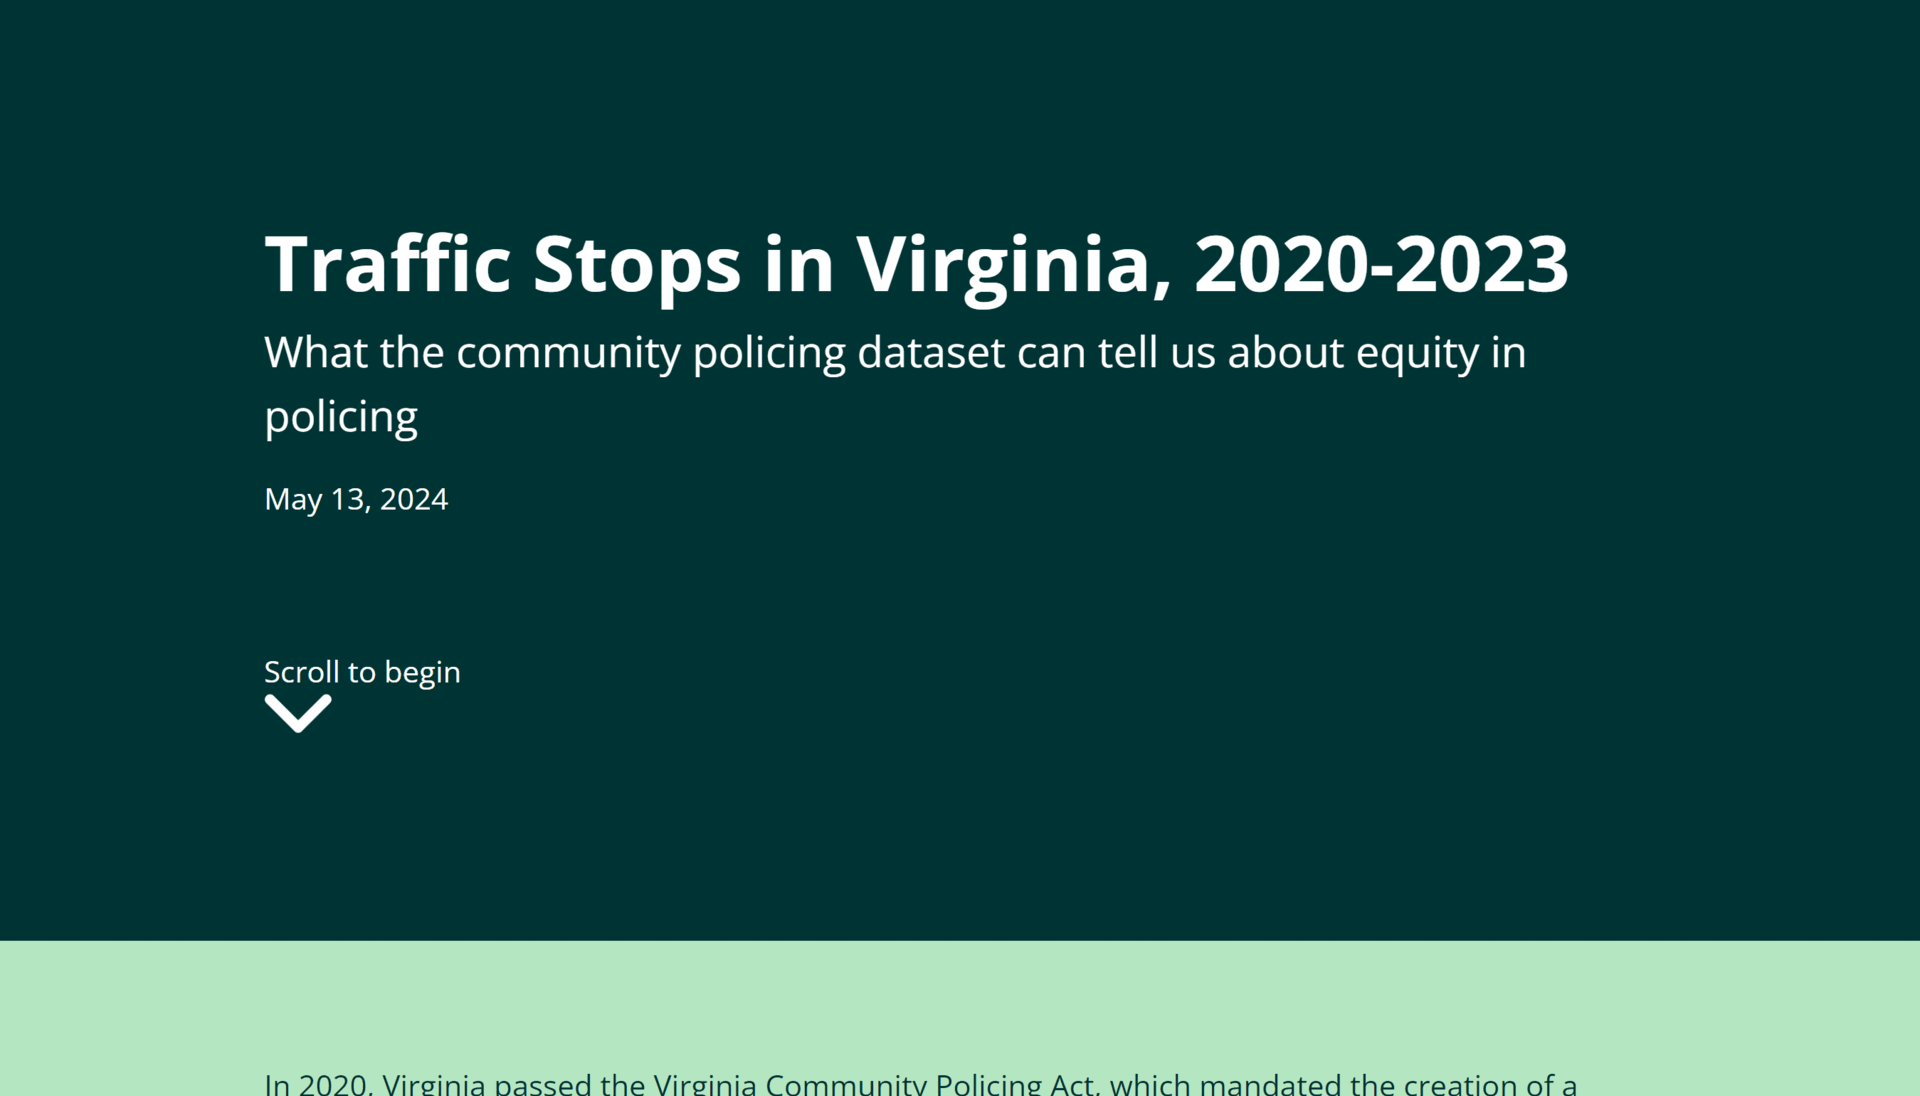 Traffic Stops in Virginia, 2020-2023
What the community policing dataset can tell us about equity in
policing
May 13, 2024
Scroll to begin
In 2020, Virginia passed the Virginia Community Policing Act, which mandated the creation of a